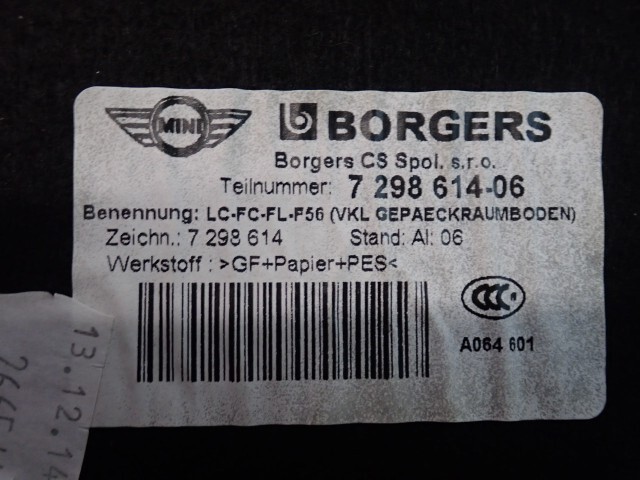 MINI BORGERS
Borgers CS Spol. s.r.o.
Teilnummer: 7 298 614-06
Benennung: LC-FC-FL-F56 (VKL GEPAECKRAUMBODEN)
Zeichn.: 7 298 614 Stand: AI: 06
Werkstoff : >GF+Papier+PES<
CCC
A064 601
13.12.14